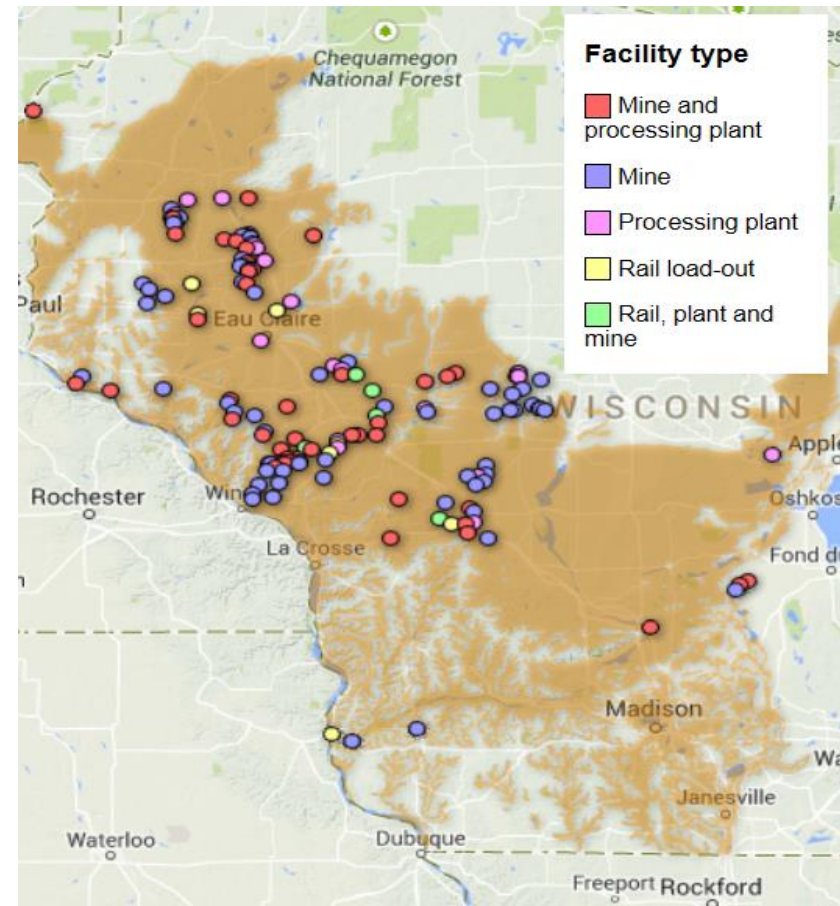 Chequamegon
National Forest
Facility type
Mine and
processing plant
Mine
Processing plant
Rail load-out
Rail, plant and
mine
Paul
Eau Claire
WISCONSIN
Apple
Rochester
Win
Oshkos
La Crosse
Fond du
Madison
Wa
Janesville
Waterloo
Dubuque
Freeport
Rockford